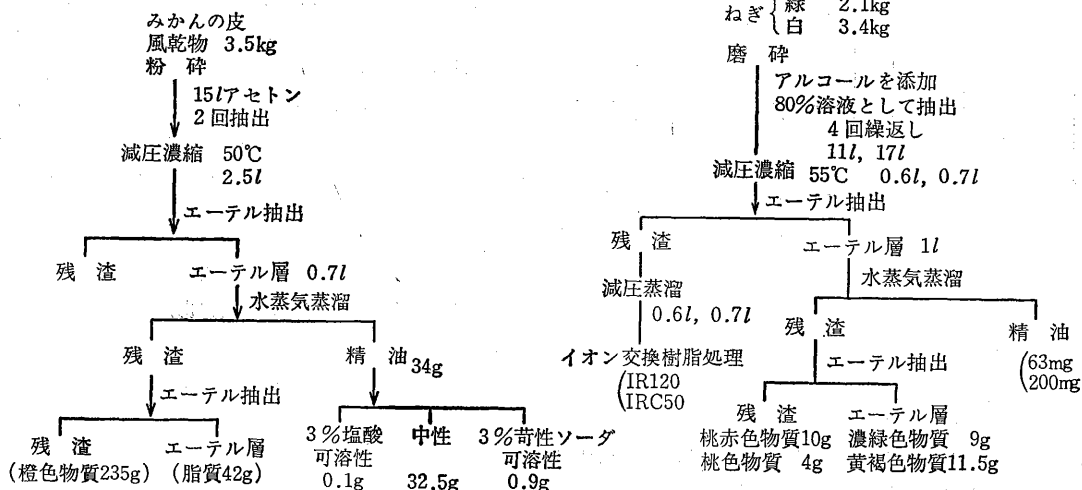 みかんの皮
風乾物 3.5kg
粉 砕
15lアセトン
2回抽出
減圧濃縮 50℃
2.5l
エーテル抽出
残 渣
エーテル層 0.7l
水蒸気蒸溜
残 渣
精 油 34g
エーテル抽出
残 渣
(橙色物質235g)
エーテル層
(脂質42g)
3%塩酸
可溶性
0.1g
中性
32.5g
3%苛性ソーダ
可溶性
0.9g
ねぎ
緑 2.1kg
白 3.4kg
磨 砕
アルコールを添加
80%溶液として抽出
4回繰返し
11l, 17l
減圧濃縮 55℃ 0.6l, 0.7l
エーテル抽出
残 渣
エーテル層 1l
減圧蒸溜
0.6l, 0.7l
イオン交換樹脂処理
(IR120
IRC50
水蒸気蒸溜
残 渣
精 油
(63mg
200mg
エーテル抽出
残 渣
桃赤色物質10g
桃色物質 4g
エーテル層
濃緑色物質 9g
黄褐色物質11.5g